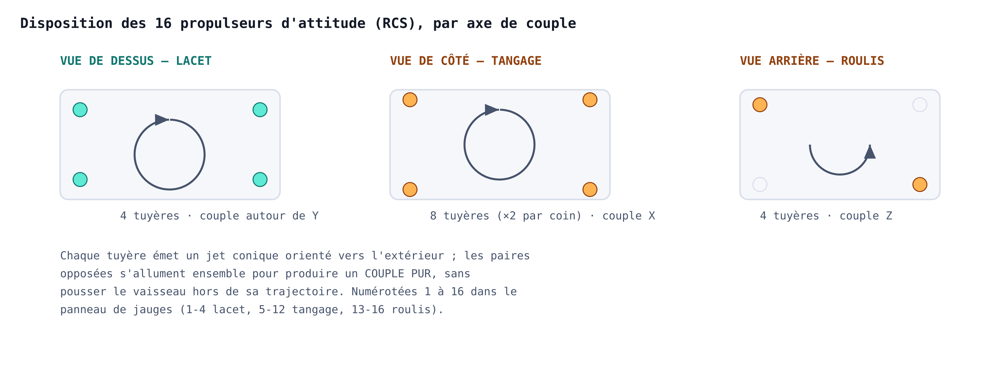 Disposition des 16 propulseurs d'attitude (RCS), par axe de couple
VUE DE DESSUS — LACET
VUE DE CÔTÉ — TANGAGE
VUE ARRIÈRE — ROULIS
4 tuyères · couple autour de Y
8 tuyères (×2 par coin) · couple X
4 tuyères · couple Z
Chaque tuyère émet un jet conique orienté vers l'extérieur ; les paires
opposées s'allument ensemble pour produire un COUPLE PUR, sans
pousser le vaisseau hors de sa trajectoire. Numérotées 1 à 16 dans le
panneau de jauges (1-4 lacet, 5-12 tangage, 13-16 roulis).